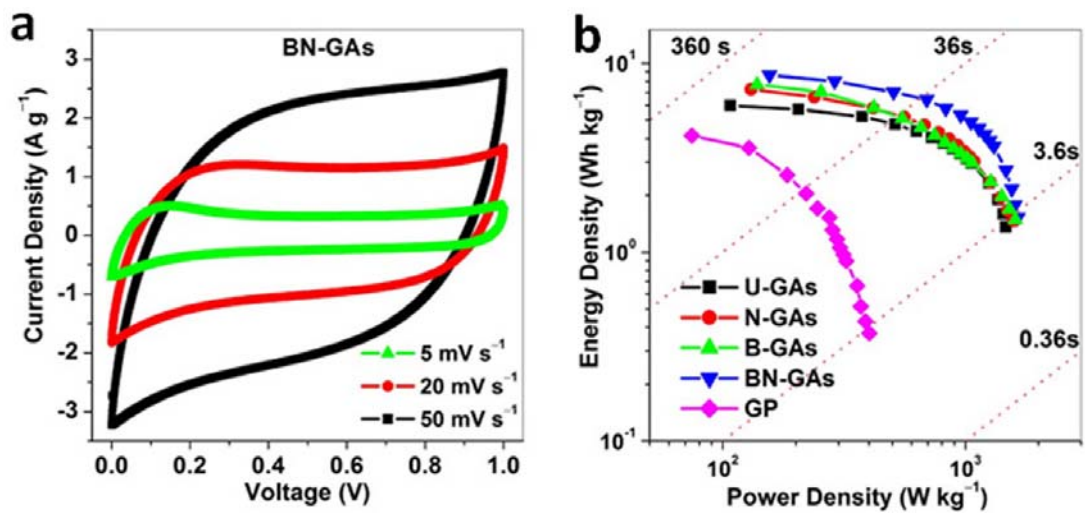 a
BN-GAs
3
2
1
0
-1
-2
-3
0.0 0.2 0.4 0.6 0.8 1.0
Current Density (A g⁻¹)
Voltage (V)
5 mV s⁻¹
20 mV s⁻¹
50 mV s⁻¹
b
360 s
36s
3.6s
0.36s
10¹
10⁰
10⁻¹
10² 10³
Energy Density (Wh kg⁻¹)
Power Density (W kg⁻¹)
U-GAs
N-GAs
B-GAs
BN-GAs
GP